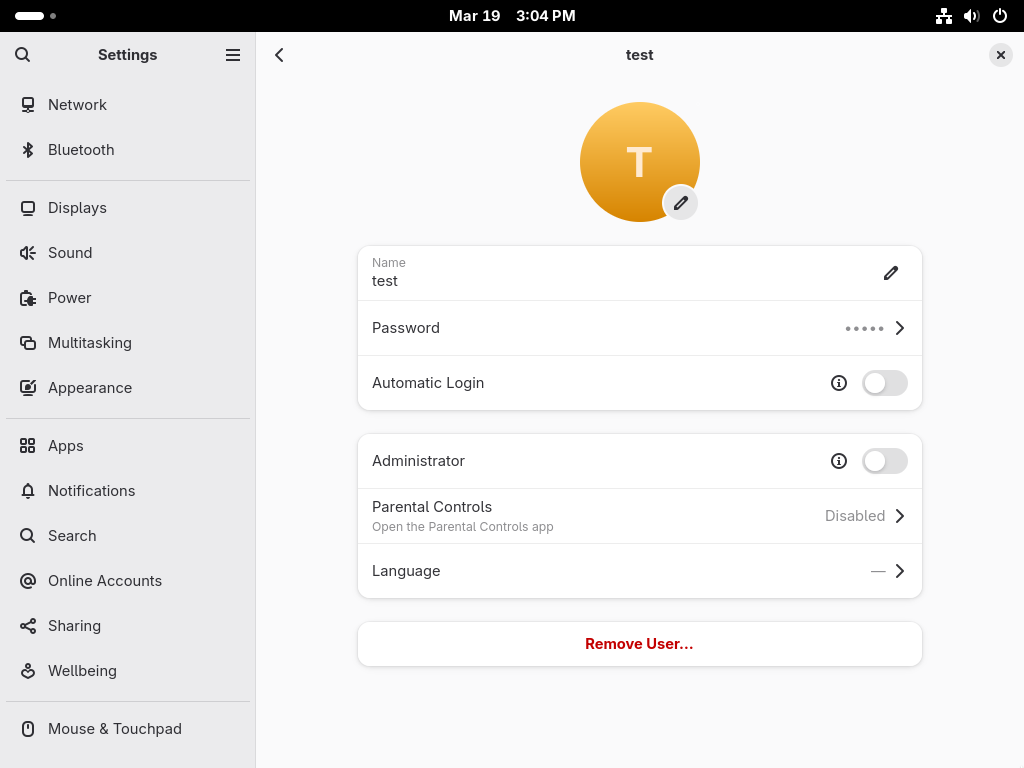 Mar 19 3:04 PM
Settings
test
Network
Bluetooth
Displays
Sound
Power
Multitasking
Appearance
Apps
Notifications
Search
Online Accounts
Sharing
Wellbeing
Mouse & Touchpad
T
Name
test
Password •••••
Automatic Login
Administrator
Parental Controls
Open the Parental Controls app
Disabled
Language —
Remove User...